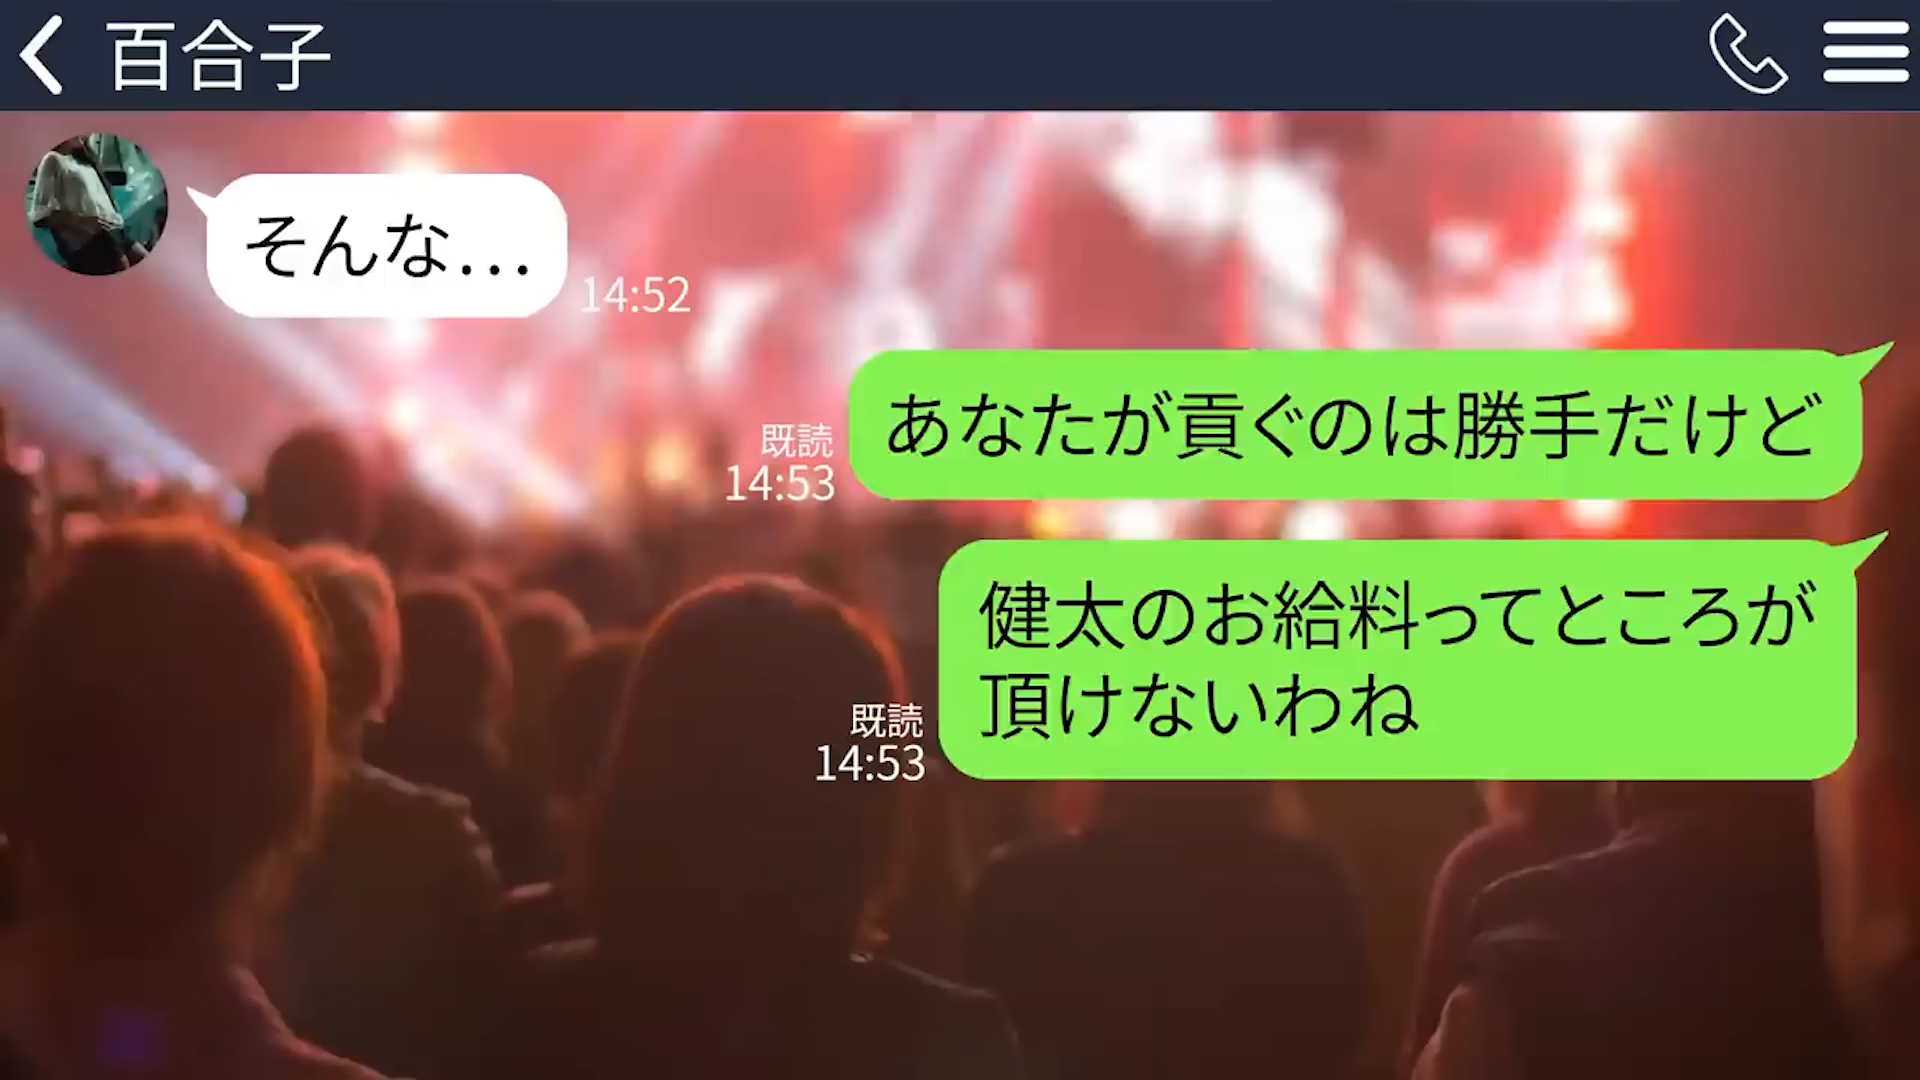 百合子
そんな…
14:52
あなたが貢ぐのは勝手だけど
既読
14:53
健太のお給料ってところが
頂けないわね
既読
14:53